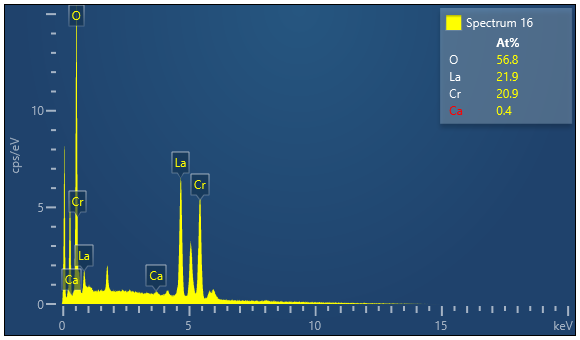 Spectrum 16
At%
O 56.8
La 21.9
Cr 20.9
Ca 0.4
cps/eV
10
5
0
O
Cr
La
Ca
Ca
La
Cr
0 5 10 15 keV